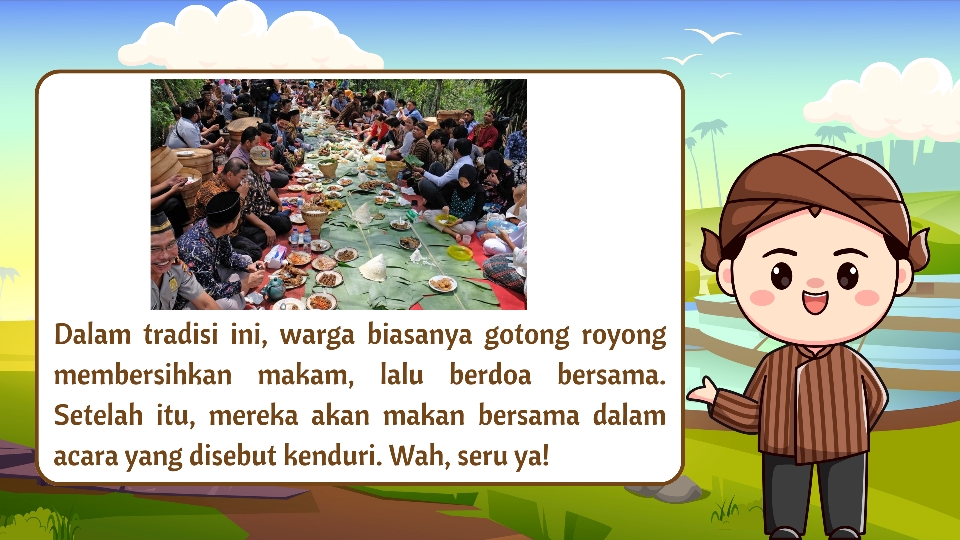 Dalam tradisi ini, warga biasanya gotong royong
membersihkan makam, lalu berdoa bersama.
Setelah itu, mereka akan makan bersama dalam
acara yang disebut kenduri. Wah, seru ya!